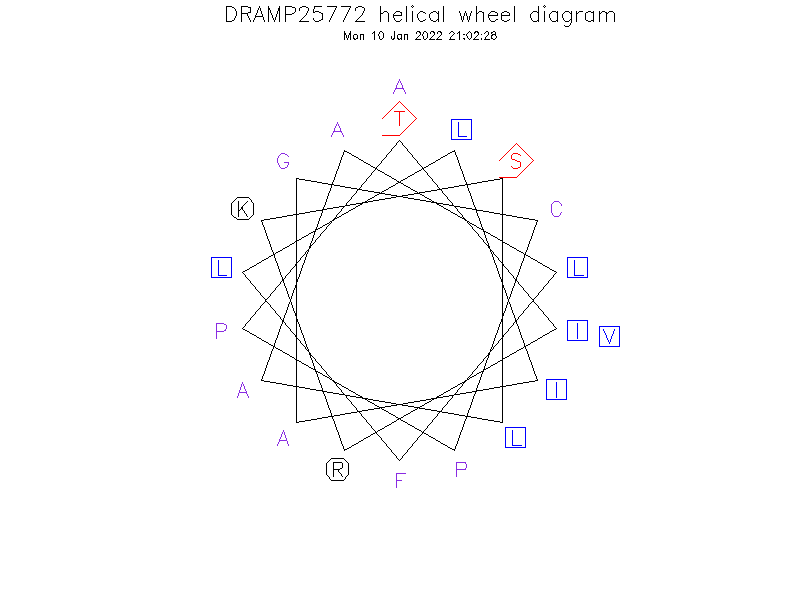 DRAMP25772 helical wheel diagram
Mon 10 Jan 2022 21:02:28
A
T
A L
G S
K C
L L
P I V
A I
A L
R P
F